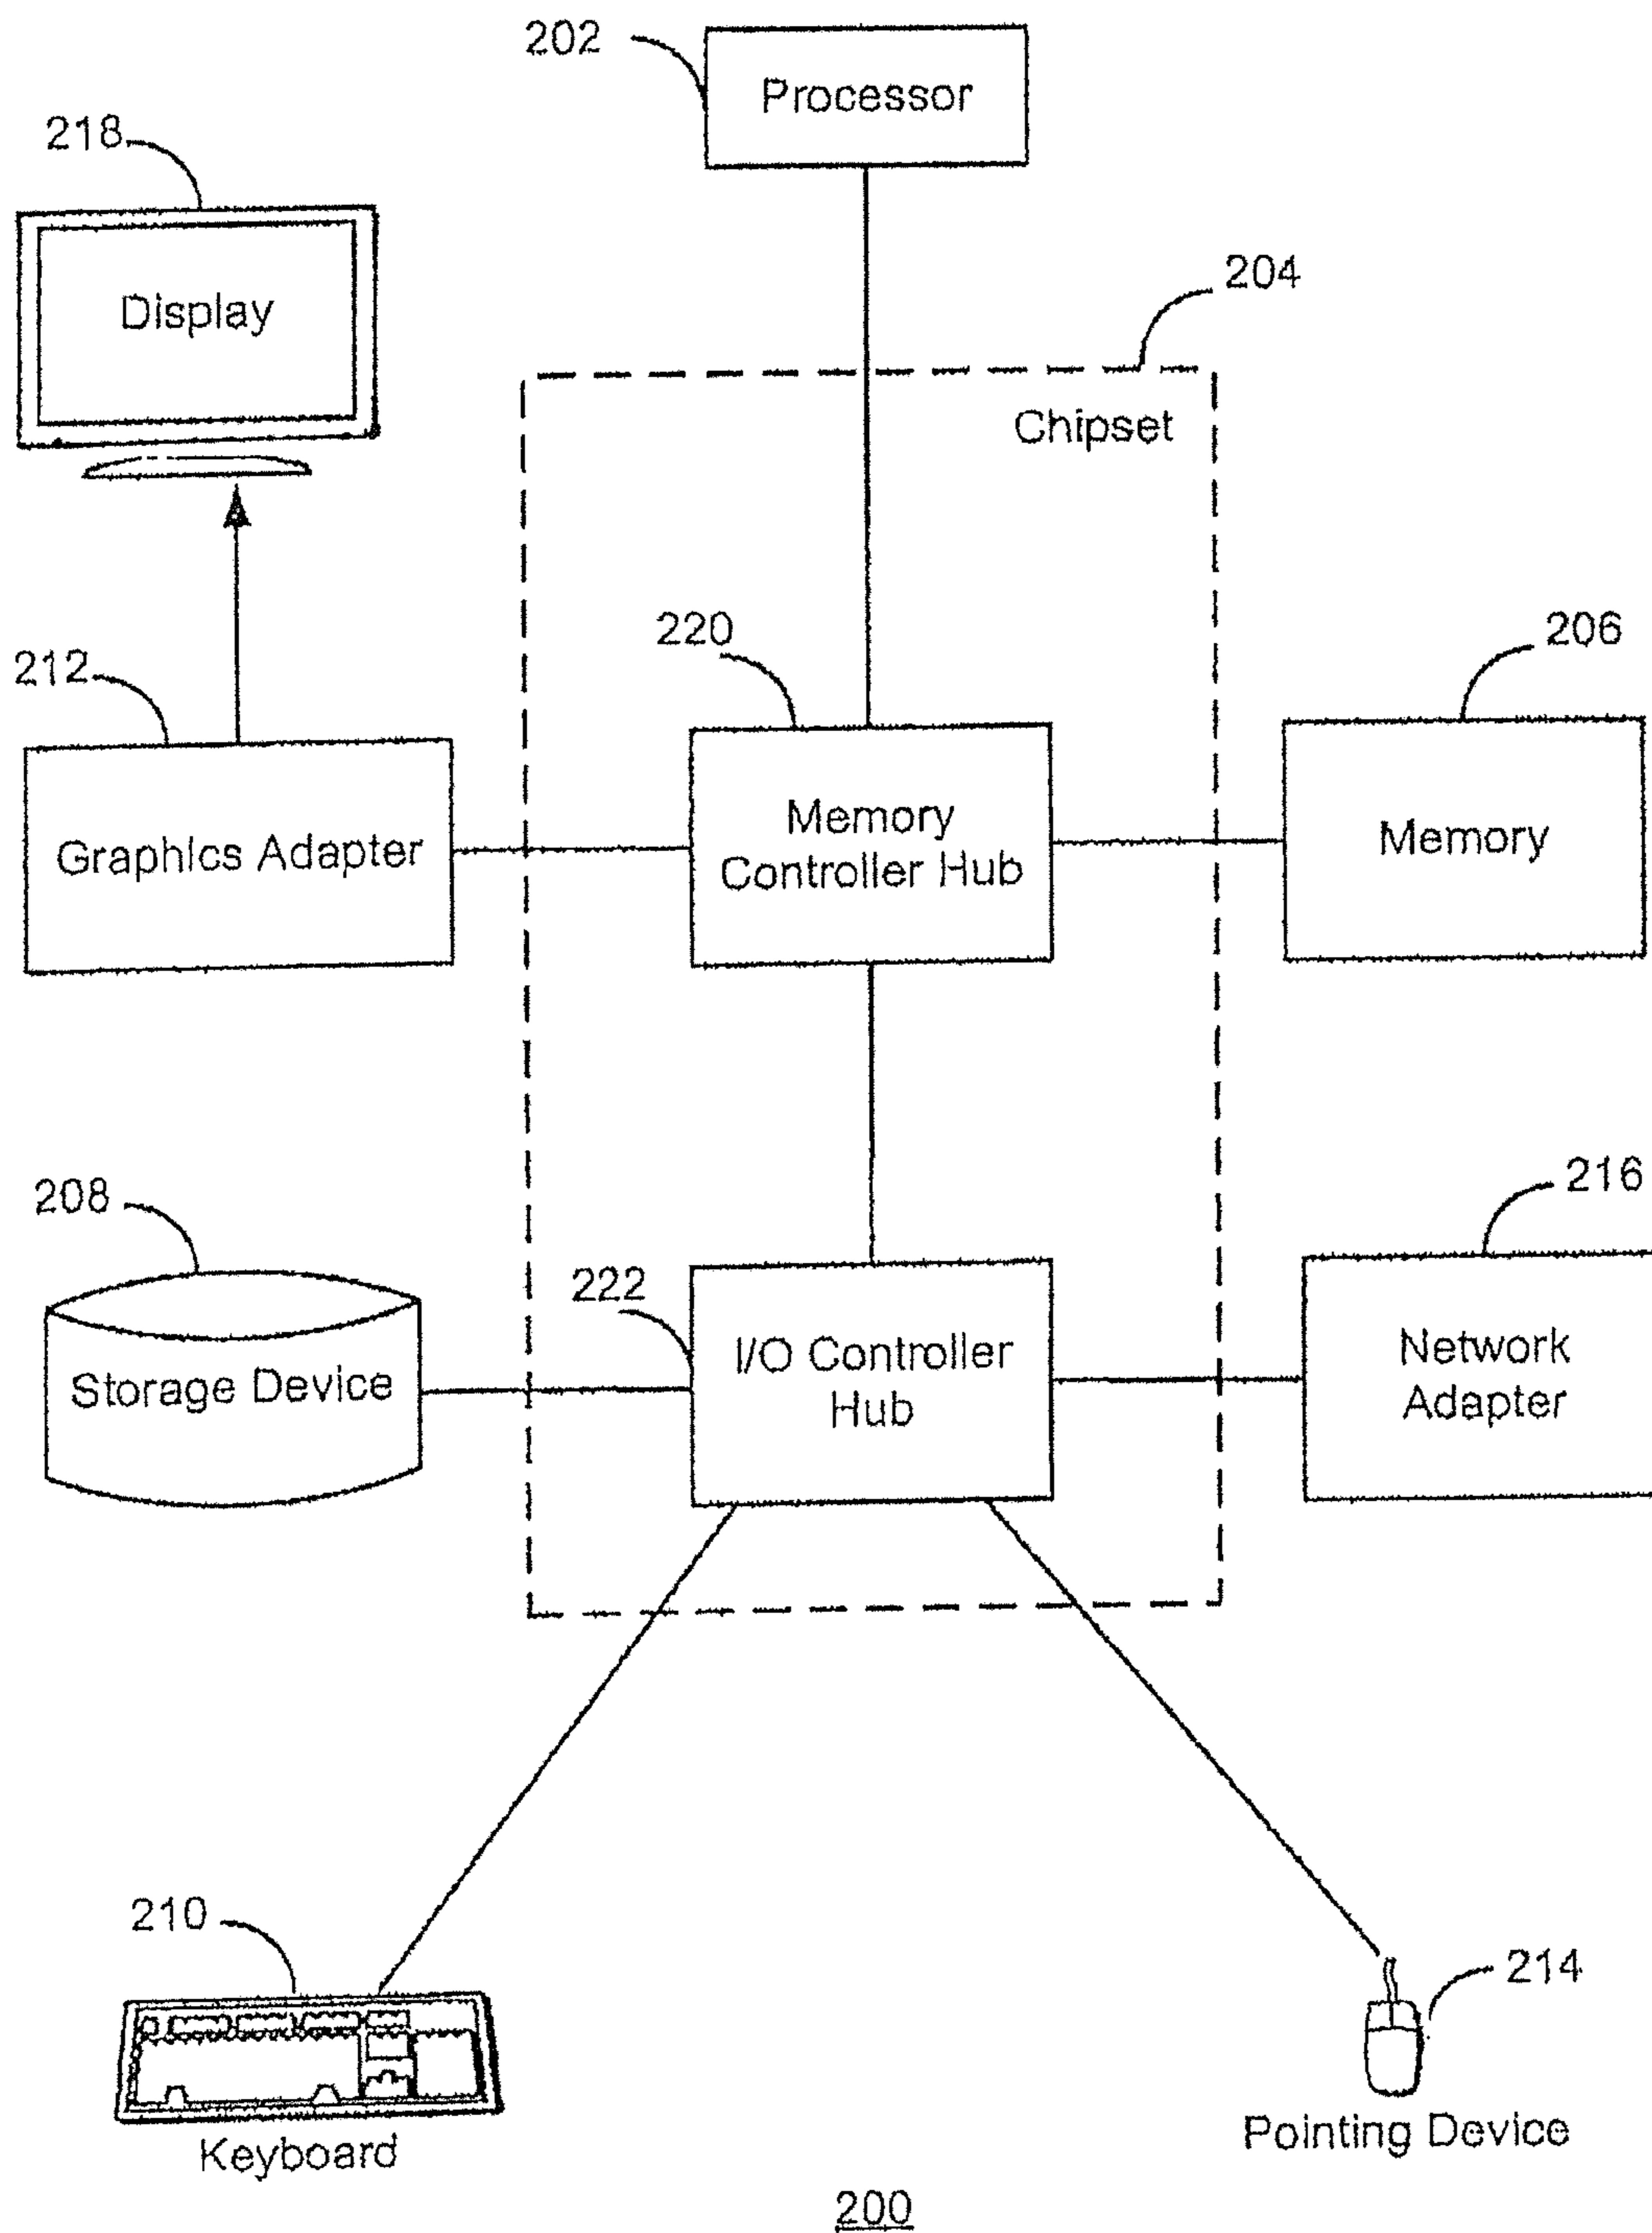 202
Processor
218
Display
204
Chipset
220
206
212
Graphics Adapter
Memory
Controller Hub
Memory
208
216
222
Storage Device
I/O Controller
Hub
Network
Adapter
210
214
Keyboard
Pointing Device
200